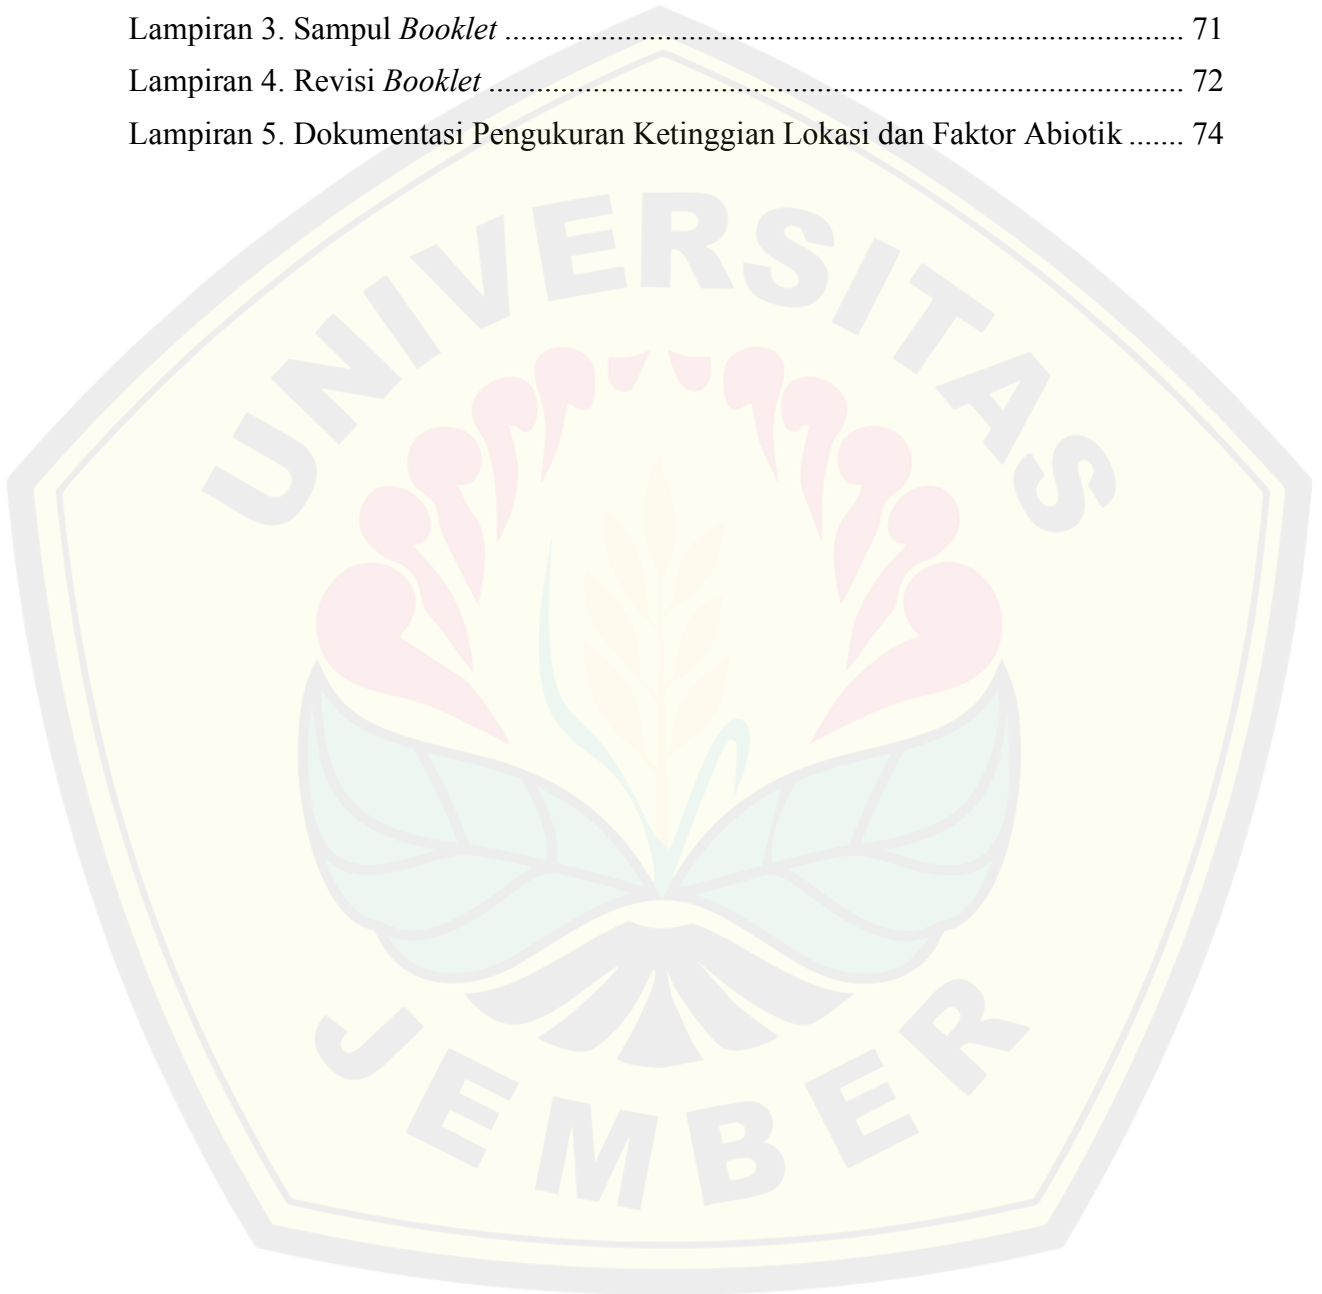 Lampiran 3. Sampul Booklet ..................................................................................... 71
Lampiran 4. Revisi Booklet ....................................................................................... 72
Lampiran 5. Dokumentasi Pengukuran Ketinggian Lokasi dan Faktor Abiotik ....... 74
UNIVERSITAS
JEMBER